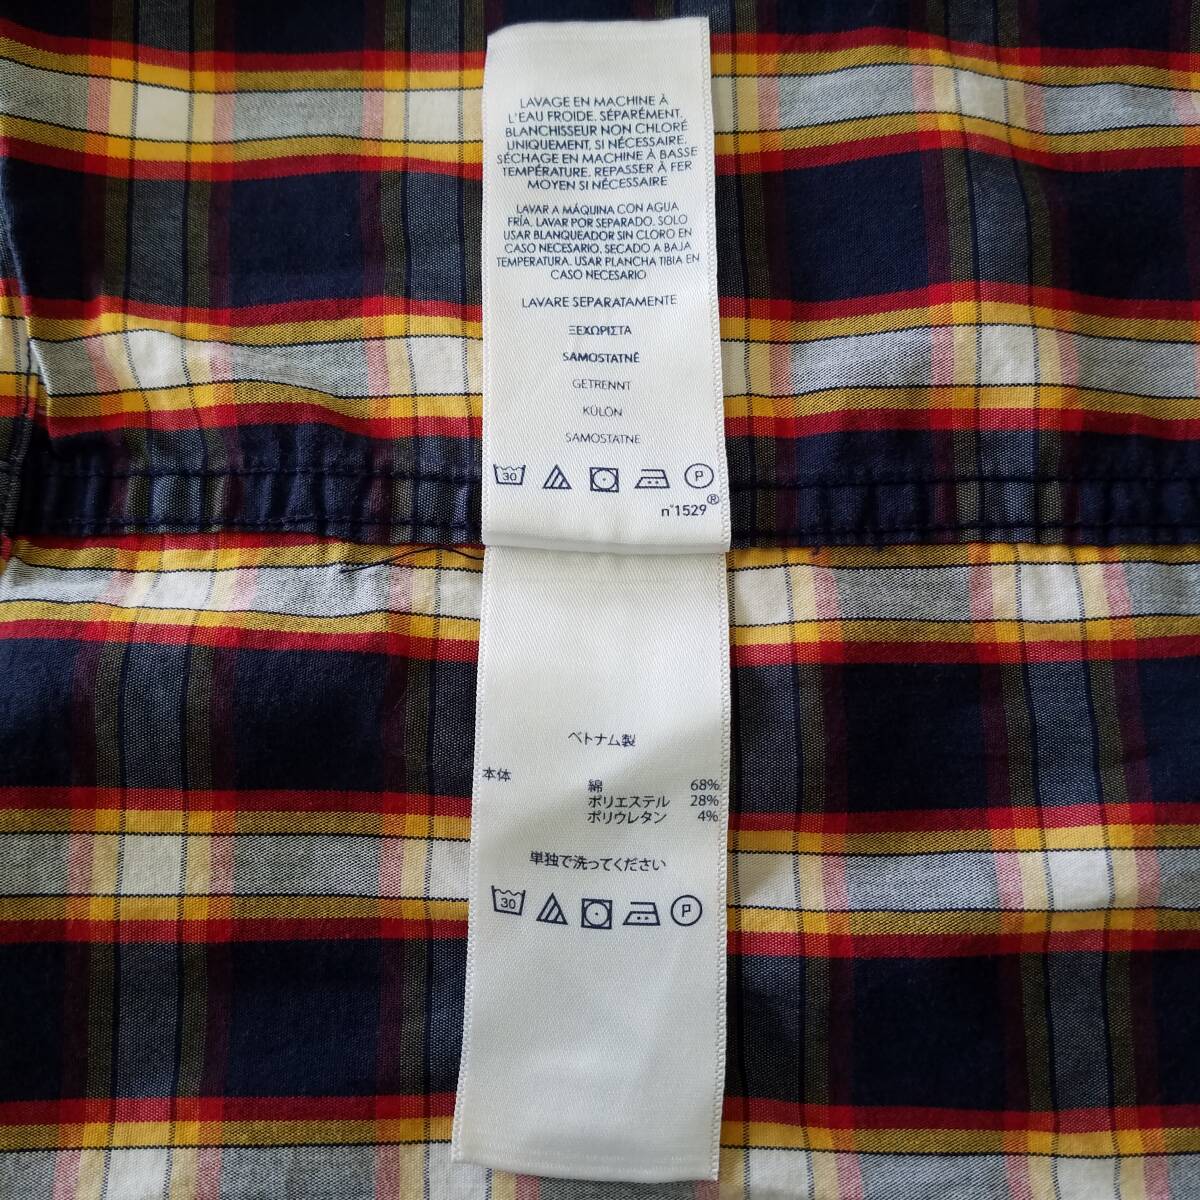 LAVAGE EN MACHINE À
L'EAU FROIDE. SÉPARÉMENT.
BLANCHISSEUR NON CHLORÉ
UNIQUEMENT, SI NÉCESSAIRE.
SÉCHAGE EN MACHINE À BASSE
TEMPÉRATURE. REPASSER À FER
MOYEN SI NÉCESSAIRE
LAVAR A MÁQUINA CON AGUA
FRÍA. LAVAR POR SEPARADO. SOLO
USAR BLANQUEADOR SIN CLORO EN
CASO NECESARIO. SECADO A BAJA
TEMPERATURA. USAR PLANCHA TIBIA EN
CASO NECESARIO
LAVARE SEPARATAMENTE
ΞΕΧΩΡΙΣΤΑ
SAMOSTATNĚ
GETRENNT
KÜLÖN
SAMOSTATNE
30 P
n°1529®
ベトナム製
本体 綿 68%
ポリエステル 28%
ポリウレタン 4%
単独で洗ってください
30 P